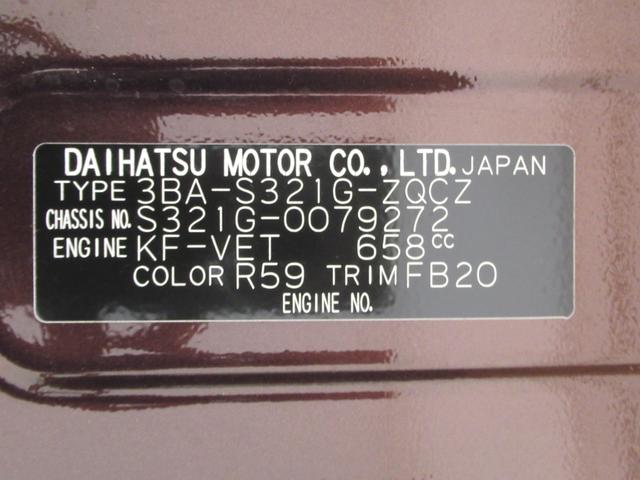 DAIHATSU MOTOR CO., LTD. JAPAN
TYPE 3BA-S321G-ZQCZ
CHASSIS NO. S321G-0079272
ENGINE KF-VET 658cc
COLOR R59 TRIM FB20
ENGINE NO.